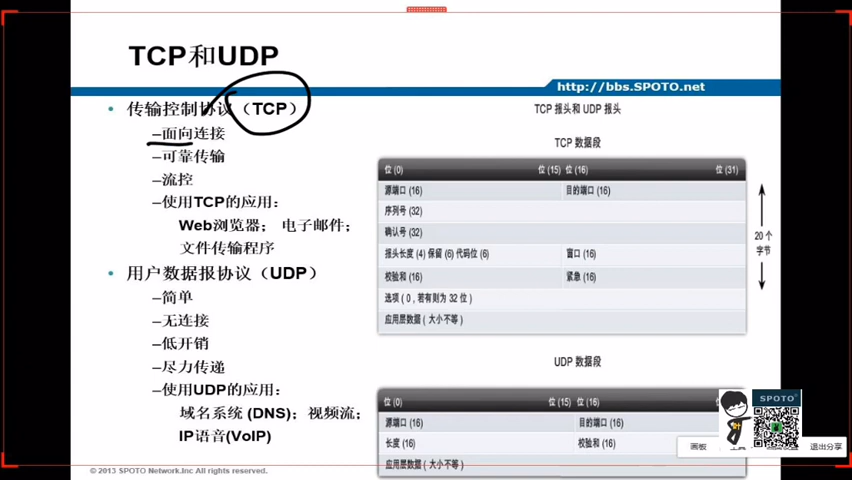 TCP和UDP
http://bbs.SPOTO.net
• 传输控制协议（TCP）
–面向连接
–可靠传输
–流控
–使用TCP的应用：
Web浏览器； 电子邮件；
文件传输程序
• 用户数据报协议（UDP）
–简单
–无连接
–低开销
–尽力传递
–使用UDP的应用：
域名系统 (DNS)；视频流；
IP语音(VoIP)
TCP 报头和 UDP 报头
TCP 数据段
位 (0) 位 (15) 位 (16) 位 (31)
源端口 (16) 目的端口 (16)
序列号 (32)
确认号 (32)
报头长度 (4) 保留 (6) 代码位 (6) 窗口 (16)
校验和 (16) 紧急 (16)
选项 ( 0 , 若有则为 32 位 )
应用层数据 ( 大小不等 )
20 个
字节
UDP 数据段
位 (0) 位 (15) 位 (16)
源端口 (16) 目的端口 (16)
长度 (16) 校验和 (16)
应用层数据 ( 大小不等 )
SPOTO
画板
退出分享
© 2013 SPOTO Network.Inc All rights reserved.